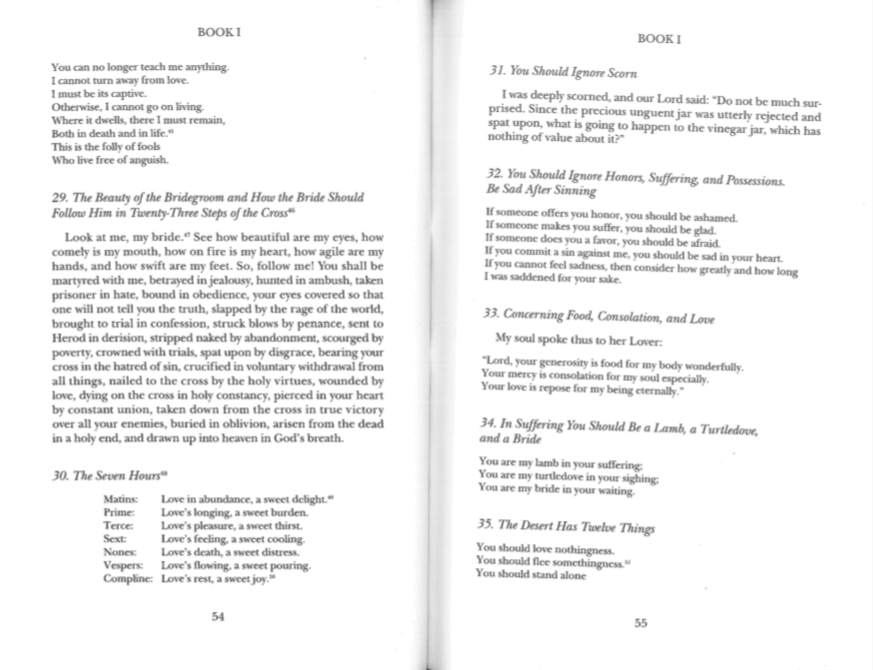 BOOK I
You can no longer teach me anything.
I cannot turn away from love.
I must be its captive.
Otherwise, I cannot go on living.
Where it dwells, there I must remain,
Both in death and in life.⁴⁵
This is the folly of fools
Who live free of anguish.
29. The Beauty of the Bridegroom and How the Bride Should
Follow Him in Twenty-Three Steps of the Cross⁴⁶
Look at me, my bride.⁴⁷ See how beautiful are my eyes, how
comely is my mouth, how on fire is my heart, how agile are my
hands, and how swift are my feet. So, follow me! You shall be
martyred with me, betrayed in jealousy, hunted in ambush, taken
prisoner in hate, bound in obedience, your eyes covered so that
one will not tell you the truth, slapped by the rage of the world,
brought to trial in confession, struck blows by penance, sent to
Herod in derision, stripped naked by abandonment, scourged by
poverty, crowned with trials, spat upon by disgrace, bearing your
cross in the hatred of sin, crucified in voluntary withdrawal from
all things, nailed to the cross by the holy virtues, wounded by
love, dying on the cross in holy constancy, pierced in your heart
by constant union, taken down from the cross in true victory
over all your enemies, buried in oblivion, arisen from the dead
in a holy end, and drawn up into heaven in God's breath.
30. The Seven Hours⁴⁸
Matins: Love in abundance, a sweet delight.⁴⁹
Prime: Love's longing, a sweet burden.
Terce: Love's pleasure, a sweet thirst.
Sext: Love's feeling, a sweet cooling.
Nones: Love's death, a sweet distress.
Vespers: Love's flowing, a sweet pouring.
Compline: Love's rest, a sweet joy.⁵⁰
54
BOOK I
31. You Should Ignore Scorn
I was deeply scorned, and our Lord said: "Do not be much sur-
prised. Since the precious unguent jar was utterly rejected and
spat upon, what is going to happen to the vinegar jar, which has
nothing of value about it?"
32. You Should Ignore Honors, Suffering, and Possessions.
Be Sad After Sinning
If someone offers you honor, you should be ashamed.
If someone makes you suffer, you should be glad.
If someone does you a favor, you should be afraid.
If you commit a sin against me, you should be sad in your heart.
If you cannot feel sadness, then consider how greatly and how long
I was saddened for your sake.
33. Concerning Food, Consolation, and Love
My soul spoke thus to her Lover:
"Lord, your generosity is food for my body wonderfully.
Your mercy is consolation for my soul especially.
Your love is repose for my being eternally."
34. In Suffering You Should Be a Lamb, a Turtledove,
and a Bride
You are my lamb in your suffering;
You are my turtledove in your sighing;
You are my bride in your waiting.
35. The Desert Has Twelve Things
You should love nothingness.
You should flee somethingness.⁵¹
You should stand alone
55